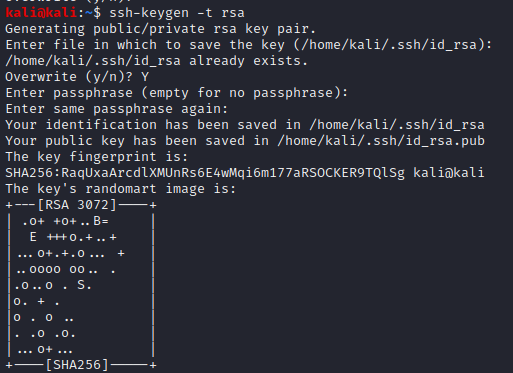 Overwrite (y/n)?
kali@kali:~$ ssh-keygen -t rsa
Generating public/private rsa key pair.
Enter file in which to save the key (/home/kali/.ssh/id_rsa):
/home/kali/.ssh/id_rsa already exists.
Overwrite (y/n)? Y
Enter passphrase (empty for no passphrase):
Enter same passphrase again:
Your identification has been saved in /home/kali/.ssh/id_rsa
Your public key has been saved in /home/kali/.ssh/id_rsa.pub
The key fingerprint is:
SHA256:RaqUxaArcdlXMUnRs6E4wMqi6m177aRSOCKER9TQlSg kali@kali
The key's randomart image is:
+---[RSA 3072]----+
| .o+ +o+..B=     |
|  E +++o.+..+    |
|...o+.+.o... +   |
|..oooo oo.. .    |
|.o..o . S.       |
|o. + .           |
|o . o ..         |
|. .o .o.         |
|...o+...         |
+----[SHA256]-----+